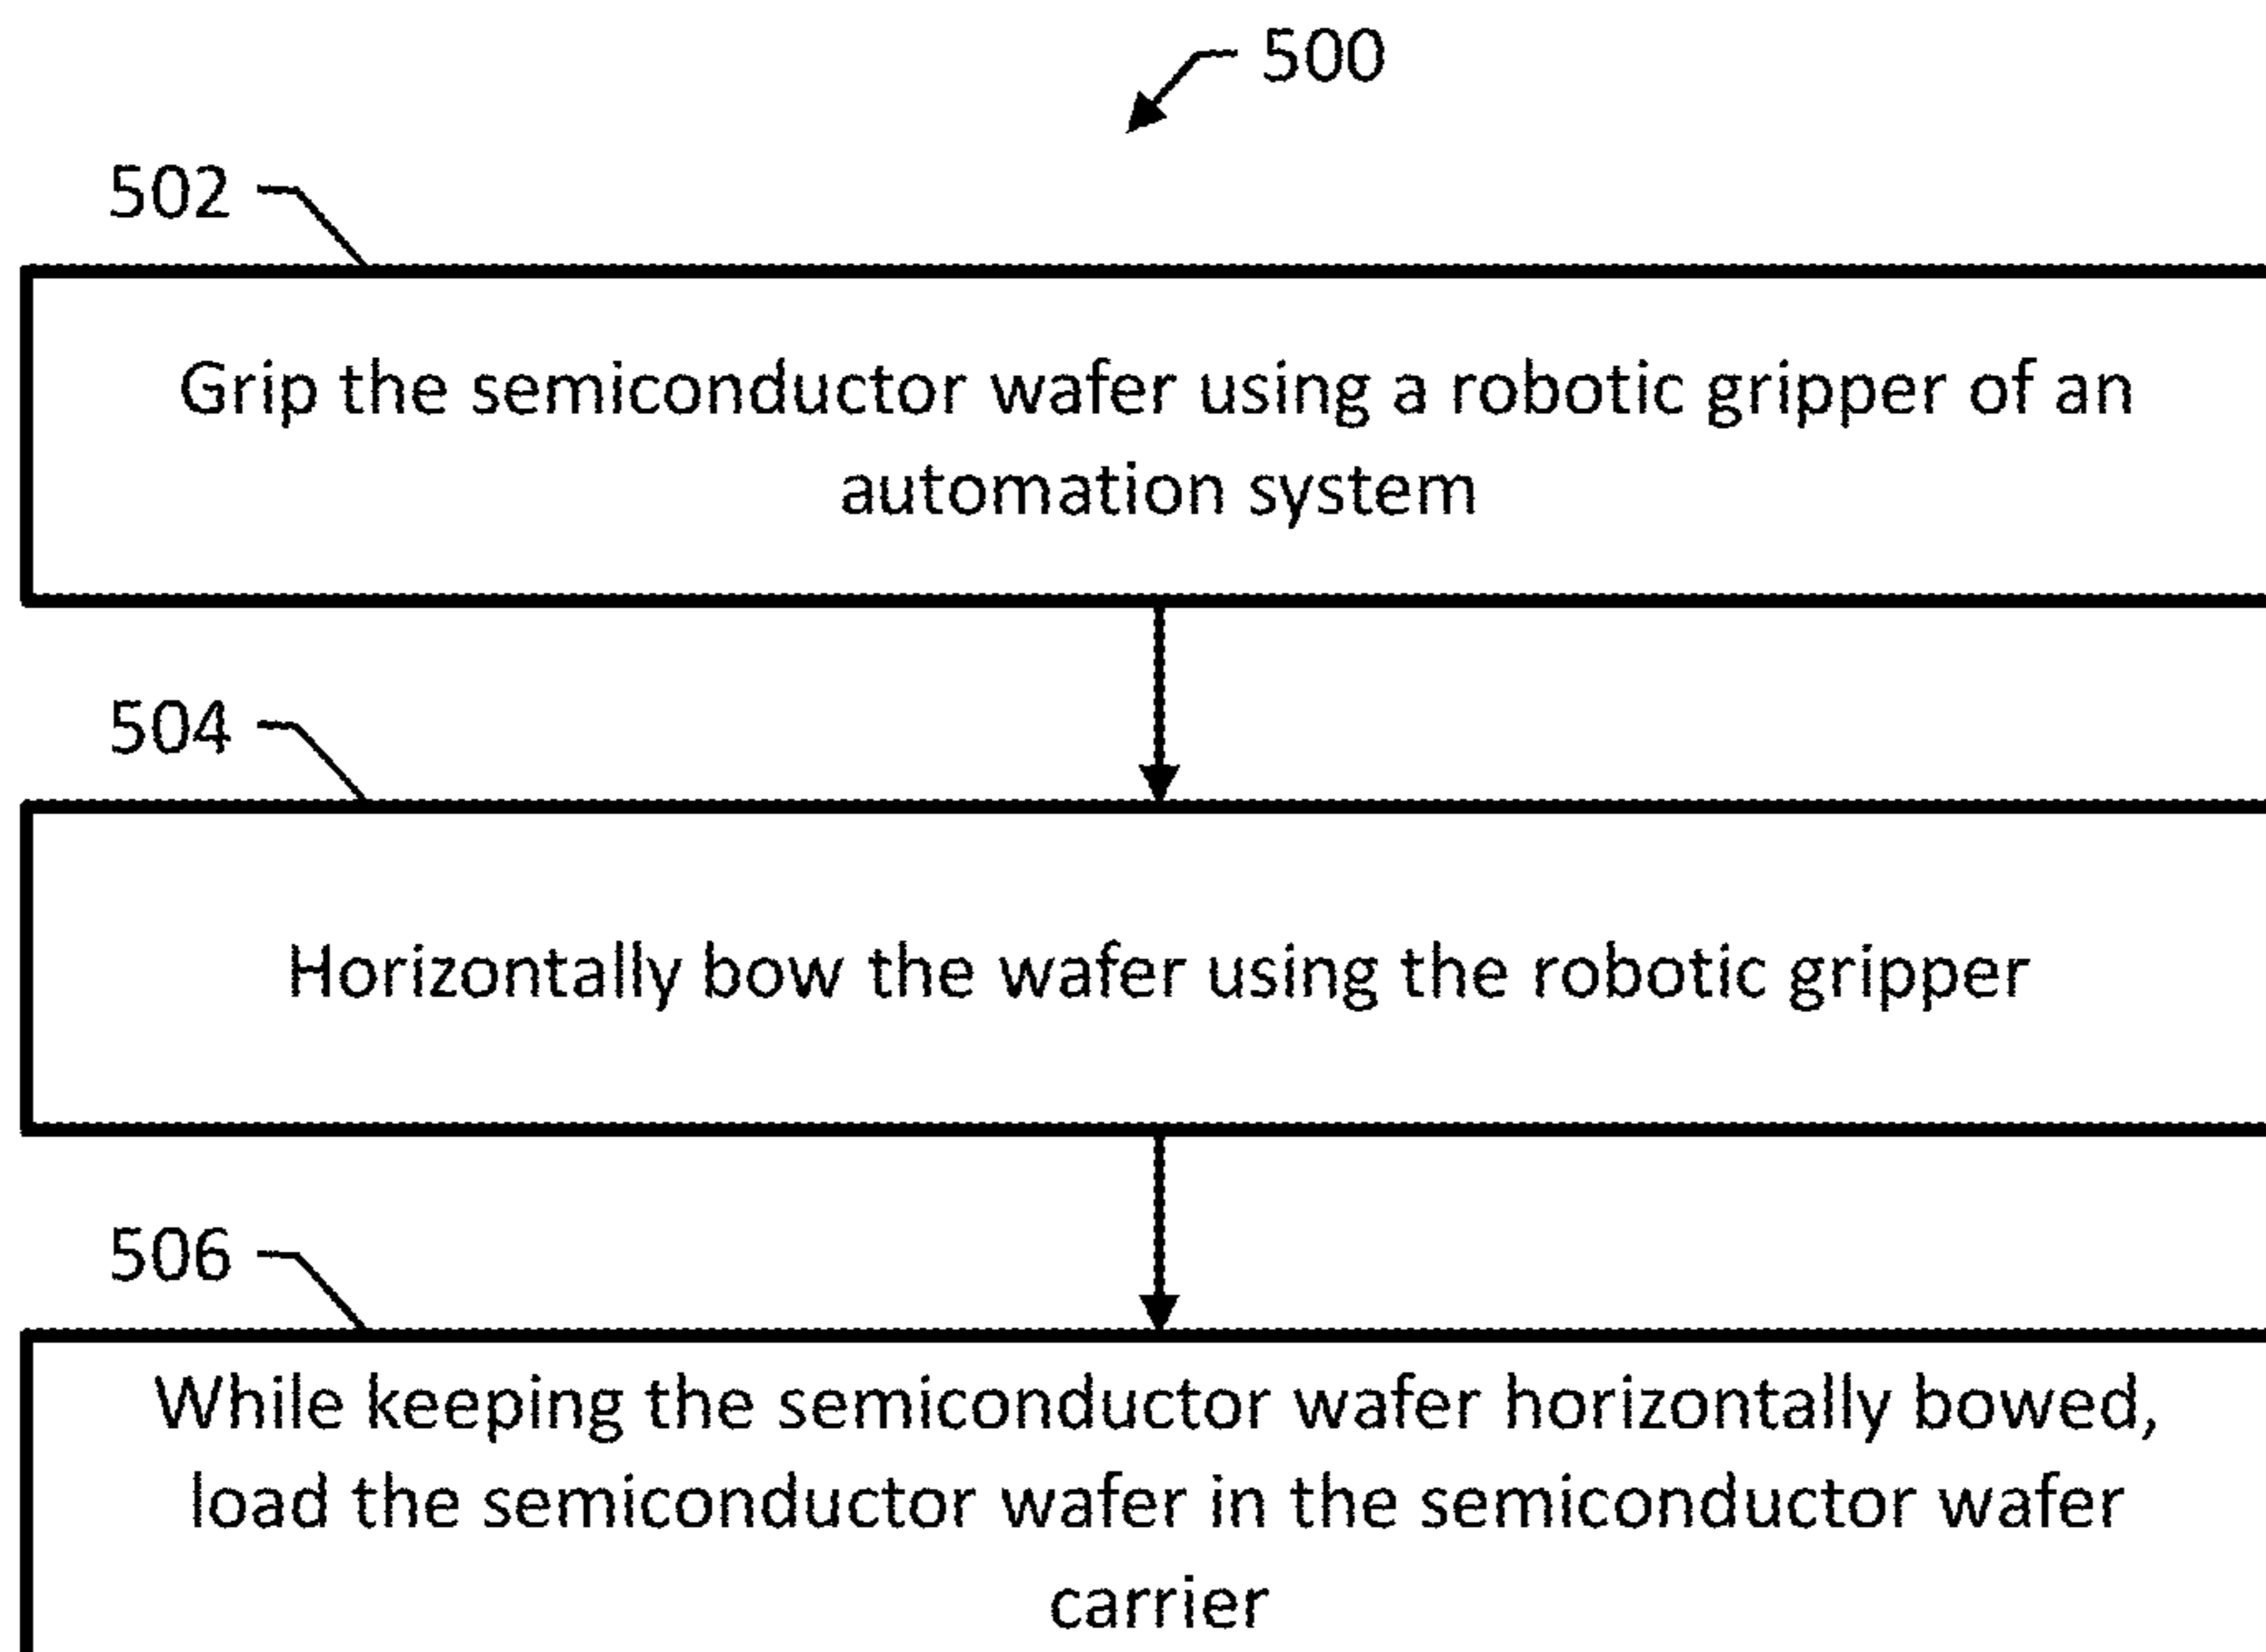 500
502
Grip the semiconductor wafer using a robotic gripper of an
automation system
504
Horizontally bow the wafer using the robotic gripper
506
While keeping the semiconductor wafer horizontally bowed,
load the semiconductor wafer in the semiconductor wafer
carrier